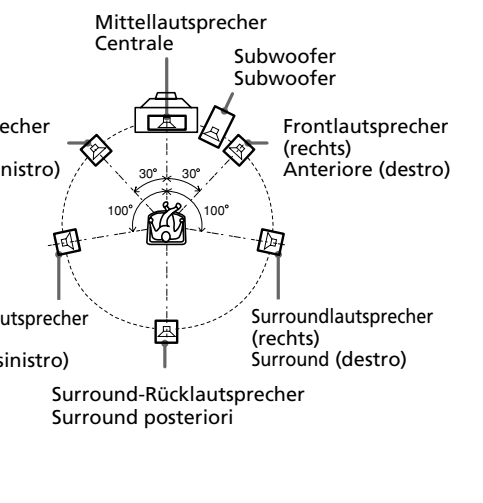 Mittellautsprecher
Centrale
Subwoofer
Subwoofer
echer
nistro)
Frontlautsprecher
(rechts)
Anteriore (destro)
30° 30°
100° 100°
utsprecher
sinistro)
Surroundlautsprecher
(rechts)
Surround (destro)
Surround-Rücklautsprecher
Surround posteriori